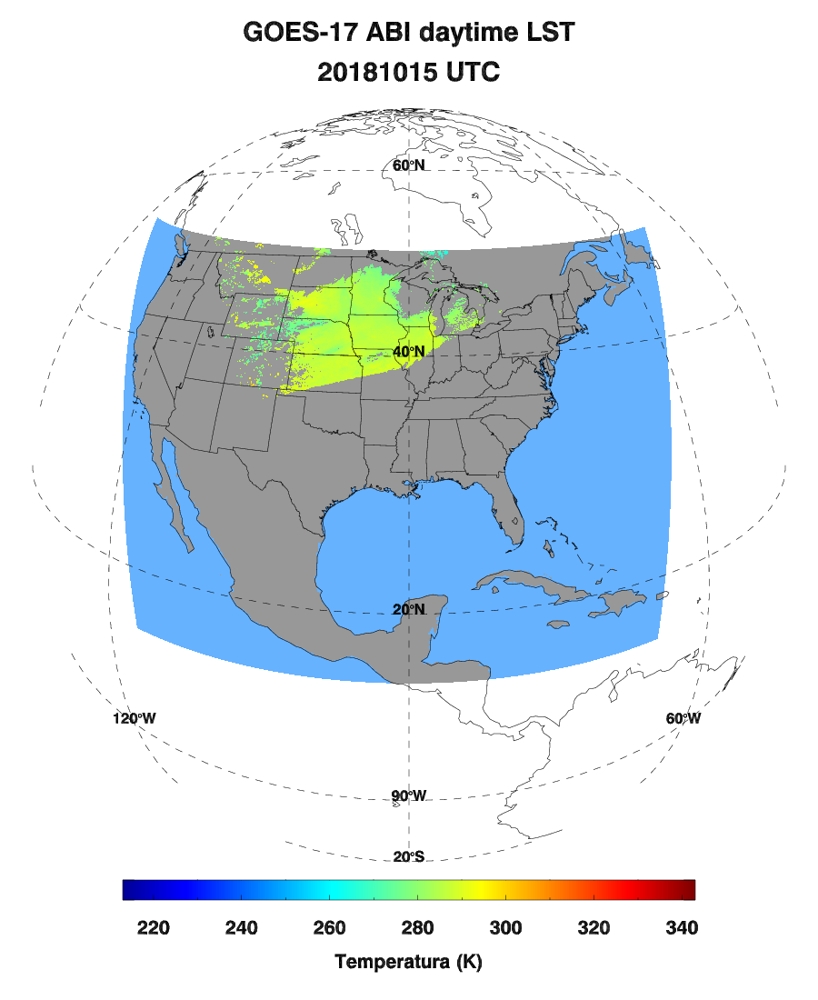 GOES-17 ABI daytime LST
20181015 UTC
60°N
40°N
20°N
120°W
60°W
90°W
20°S
220 240 260 280 300 320 340
Temperatura (K)